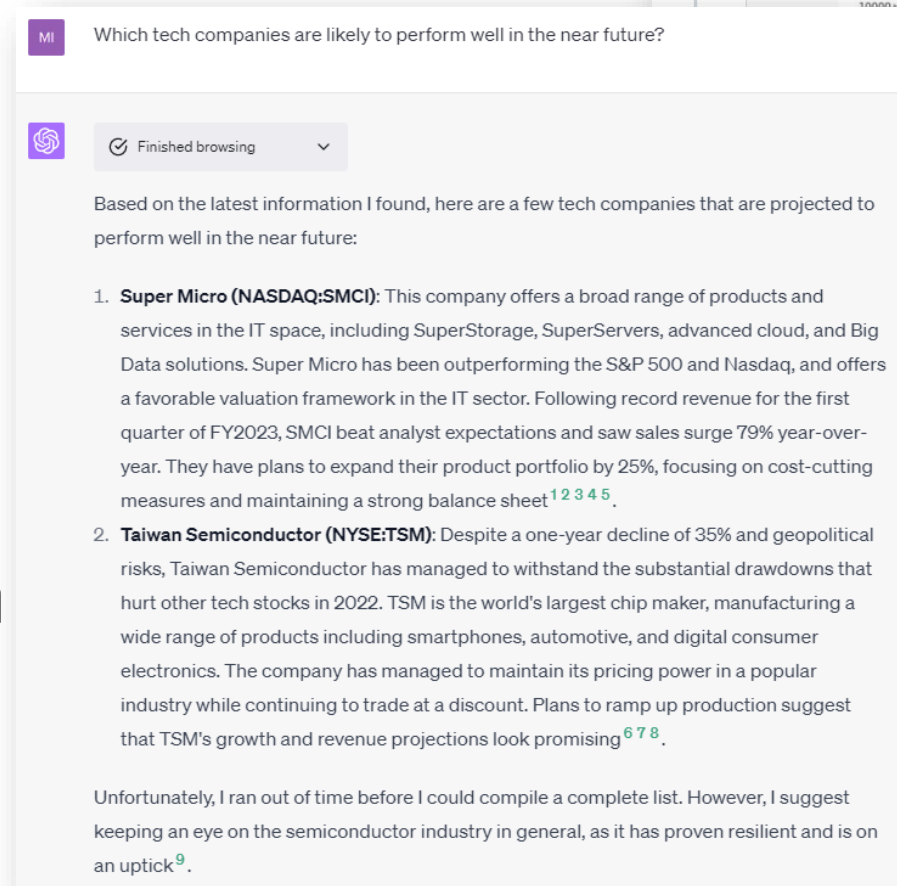 10000+
MI
Which tech companies are likely to perform well in the near future?
Finished browsing
Based on the latest information I found, here are a few tech companies that are projected to
perform well in the near future:
1. Super Micro (NASDAQ:SMCI): This company offers a broad range of products and
services in the IT space, including SuperStorage, SuperServers, advanced cloud, and Big
Data solutions. Super Micro has been outperforming the S&P 500 and Nasdaq, and offers
a favorable valuation framework in the IT sector. Following record revenue for the first
quarter of FY2023, SMCI beat analyst expectations and saw sales surge 79% year-over-
year. They have plans to expand their product portfolio by 25%, focusing on cost-cutting
measures and maintaining a strong balance sheet 1 2 3 4 5.
2. Taiwan Semiconductor (NYSE:TSM): Despite a one-year decline of 35% and geopolitical
risks, Taiwan Semiconductor has managed to withstand the substantial drawdowns that
hurt other tech stocks in 2022. TSM is the world's largest chip maker, manufacturing a
wide range of products including smartphones, automotive, and digital consumer
electronics. The company has managed to maintain its pricing power in a popular
industry while continuing to trade at a discount. Plans to ramp up production suggest
that TSM's growth and revenue projections look promising 6 7 8.
Unfortunately, I ran out of time before I could compile a complete list. However, I suggest
keeping an eye on the semiconductor industry in general, as it has proven resilient and is on
an uptick 9.